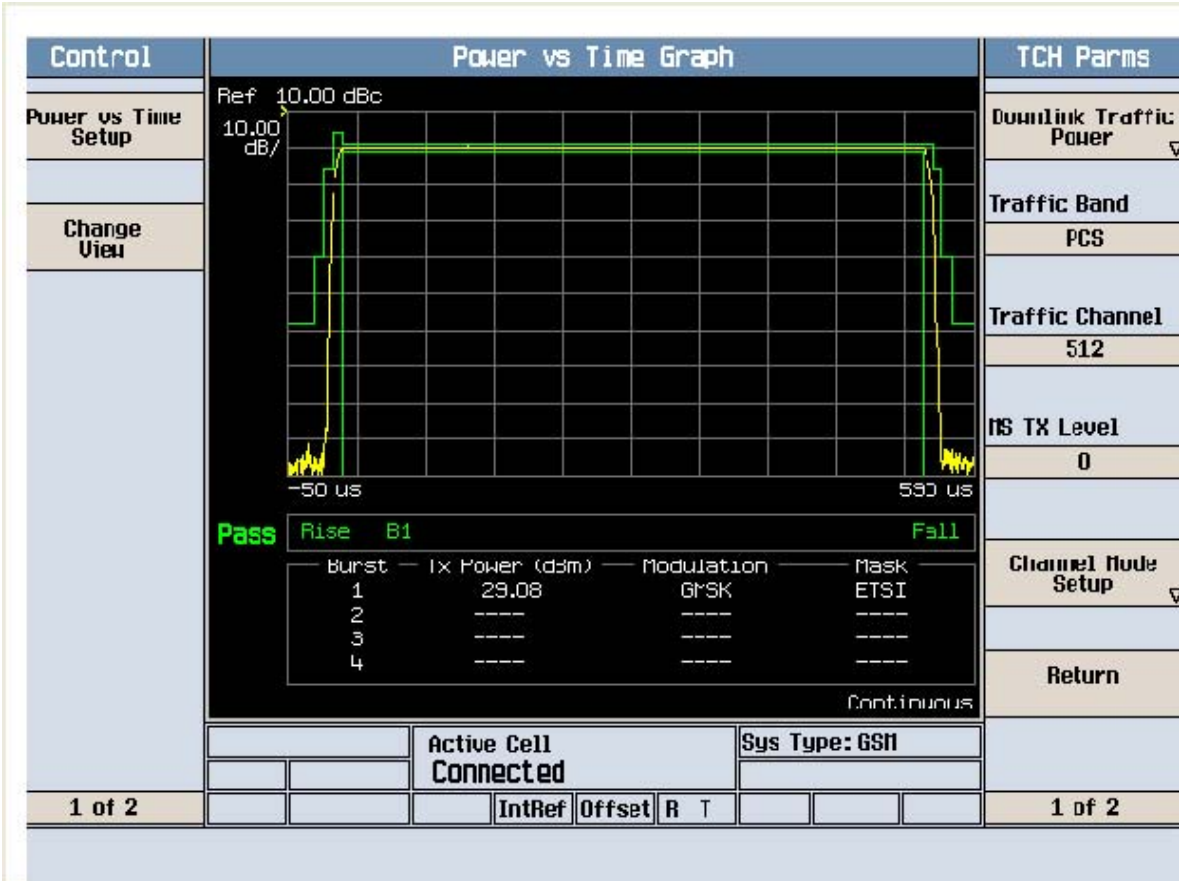 Control
Power vs Time Graph
TCH Parms
Power vs Time
Setup
Change
View
1 of 2
Ref 10.00 dBc
10.00
dB/
-50 us
590 us
Pass
Rise B1 Fall
Burst Tx Power (dBm) Modulation Mask
1 29.08 GMSK ETSI
2 ---- ---- ----
3 ---- ---- ----
4 ---- ---- ----
Continuous
Active Cell
Connected
Sys Type: GSM
IntRef Offset R T
Downlink Traffic
Power
Traffic Band
PCS
Traffic Channel
512
MS TX Level
0
Channel Mode
Setup
Return
1 of 2